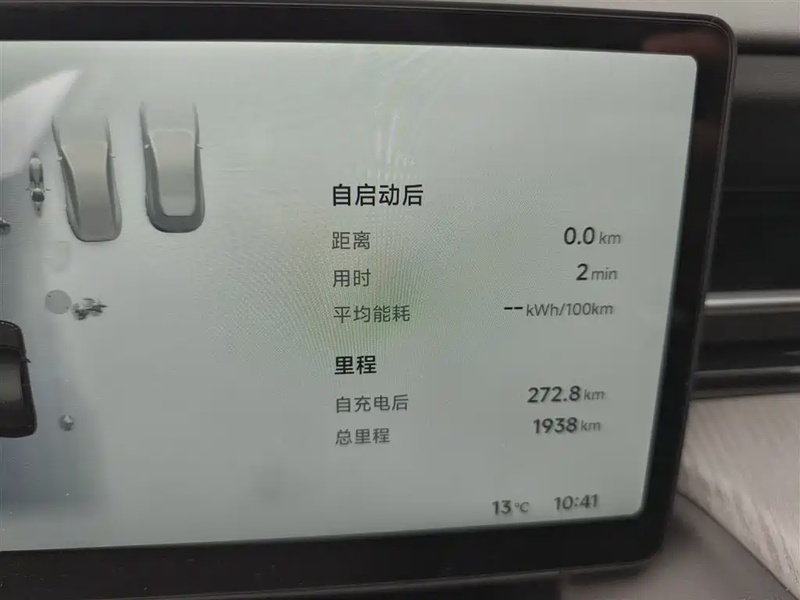 自启动后
距离 0.0 km
用时 2 min
平均能耗 -- kWh/100km
里程
自充电后 272.8 km
总里程 1938 km
13°C 10:41